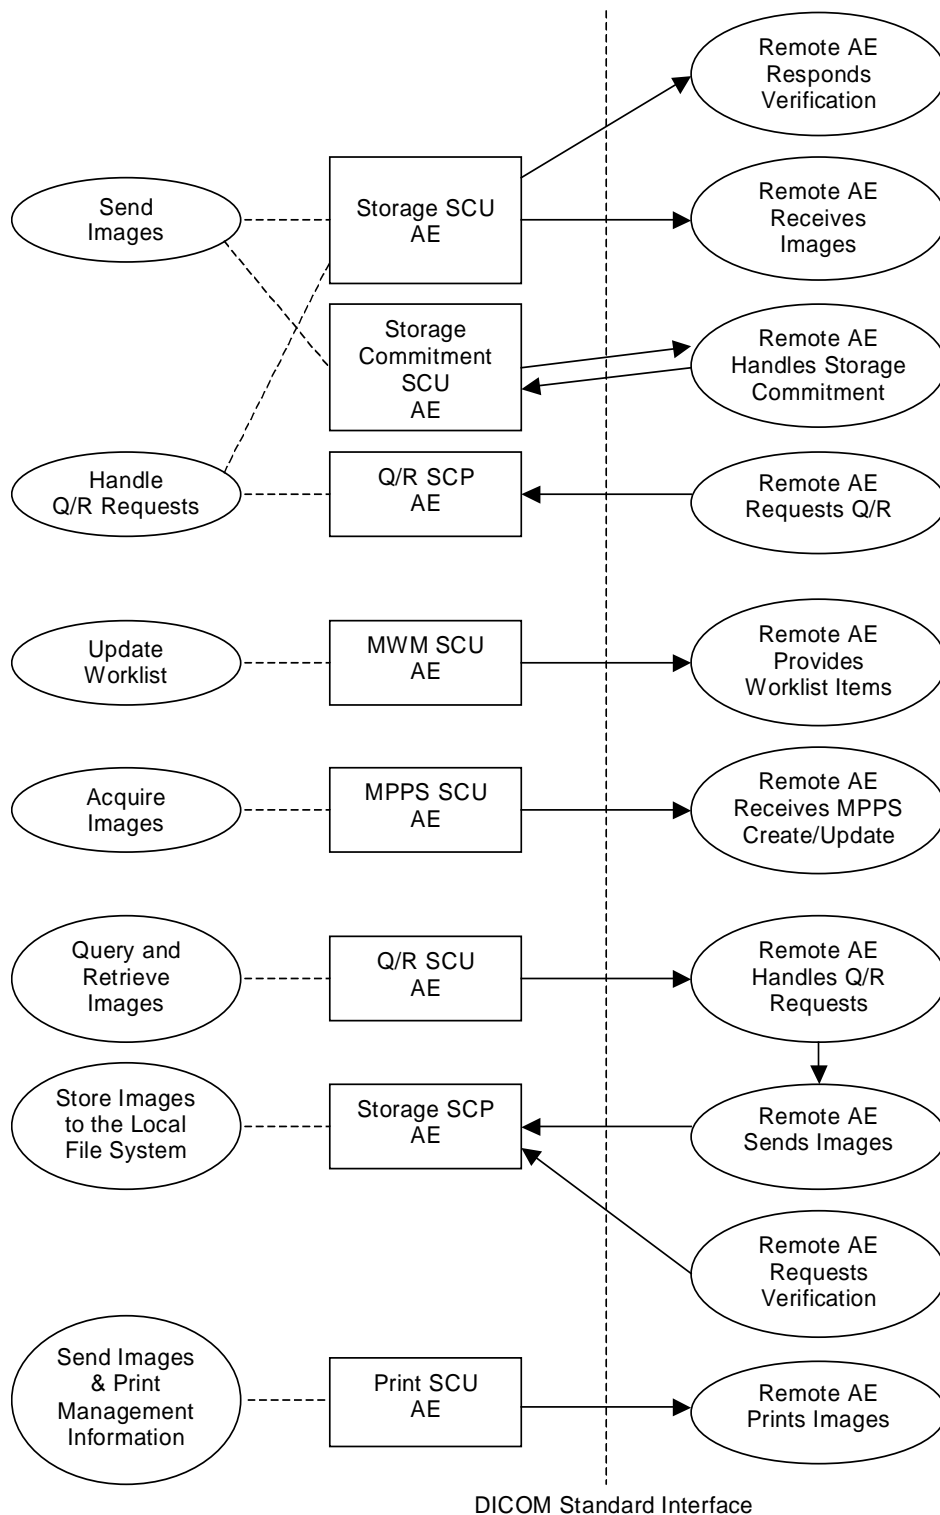 Remote AE
Responds
Verification
Send
Images
Storage SCU
AE
Remote AE
Receives
Images
Storage
Commitment
SCU
AE
Remote AE
Handles Storage
Commitment
Handle
Q/R Requests
Q/R SCP
AE
Remote AE
Requests Q/R
Update
Worklist
MWM SCU
AE
Remote AE
Provides
Worklist Items
Acquire
Images
MPPS SCU
AE
Remote AE
Receives MPPS
Create/Update
Query and
Retrieve
Images
Q/R SCU
AE
Remote AE
Handles Q/R
Requests
Store Images
to the Local
File System
Storage SCP
AE
Remote AE
Sends Images
Remote AE
Requests
Verification
Send Images
& Print
Management
Information
Print SCU
AE
Remote AE
Prints Images
DICOM Standard Interface